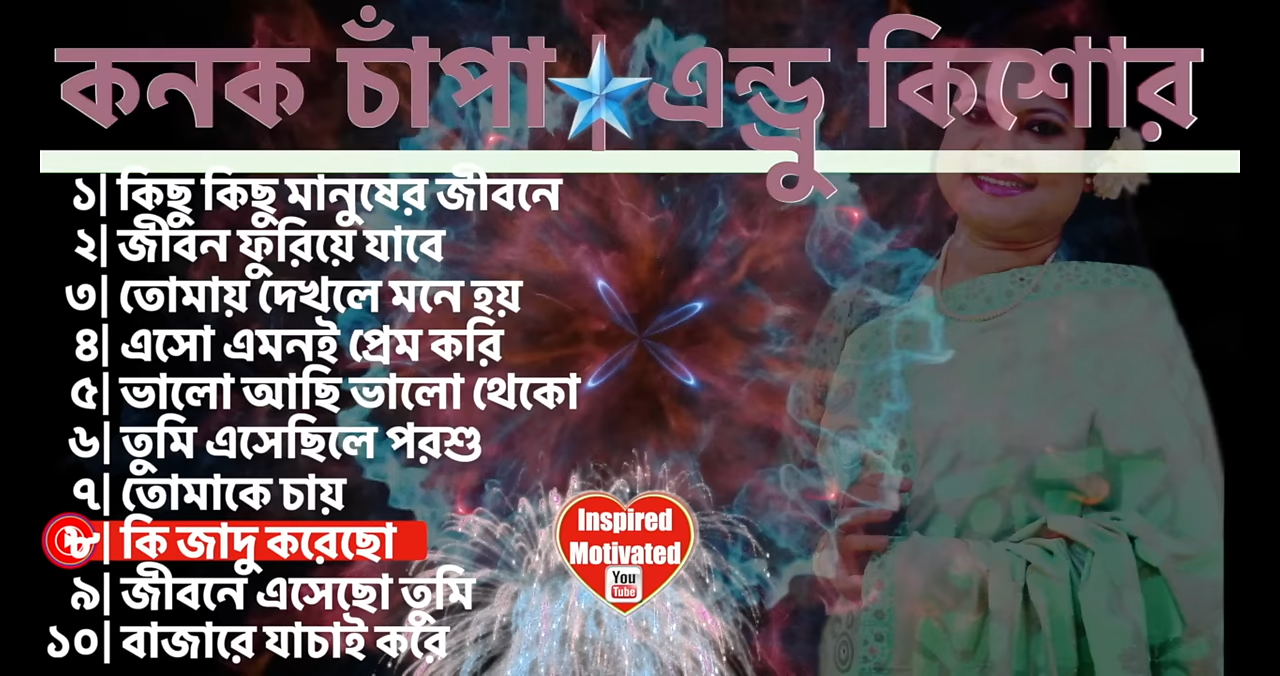 কনক চাঁপা | এন্ড্রু কিশোর
১| কিছু কিছু মানুষের জীবনে
২| জীবন ফুরিয়ে যাবে
৩| তোমায় দেখলে মনে হয়
৪| এসো এমনই প্রেম করি
৫| ভালো আছি ভালো থেকো
৬| তুমি এসেছিলে পরশু
৭| তোমাকে চায়
৮| কি জাদু করেছো
৯| জীবনে এসেছো তুমি
১০| বাজারে যাচাই করে
Inspired
Motivated
You
Tube